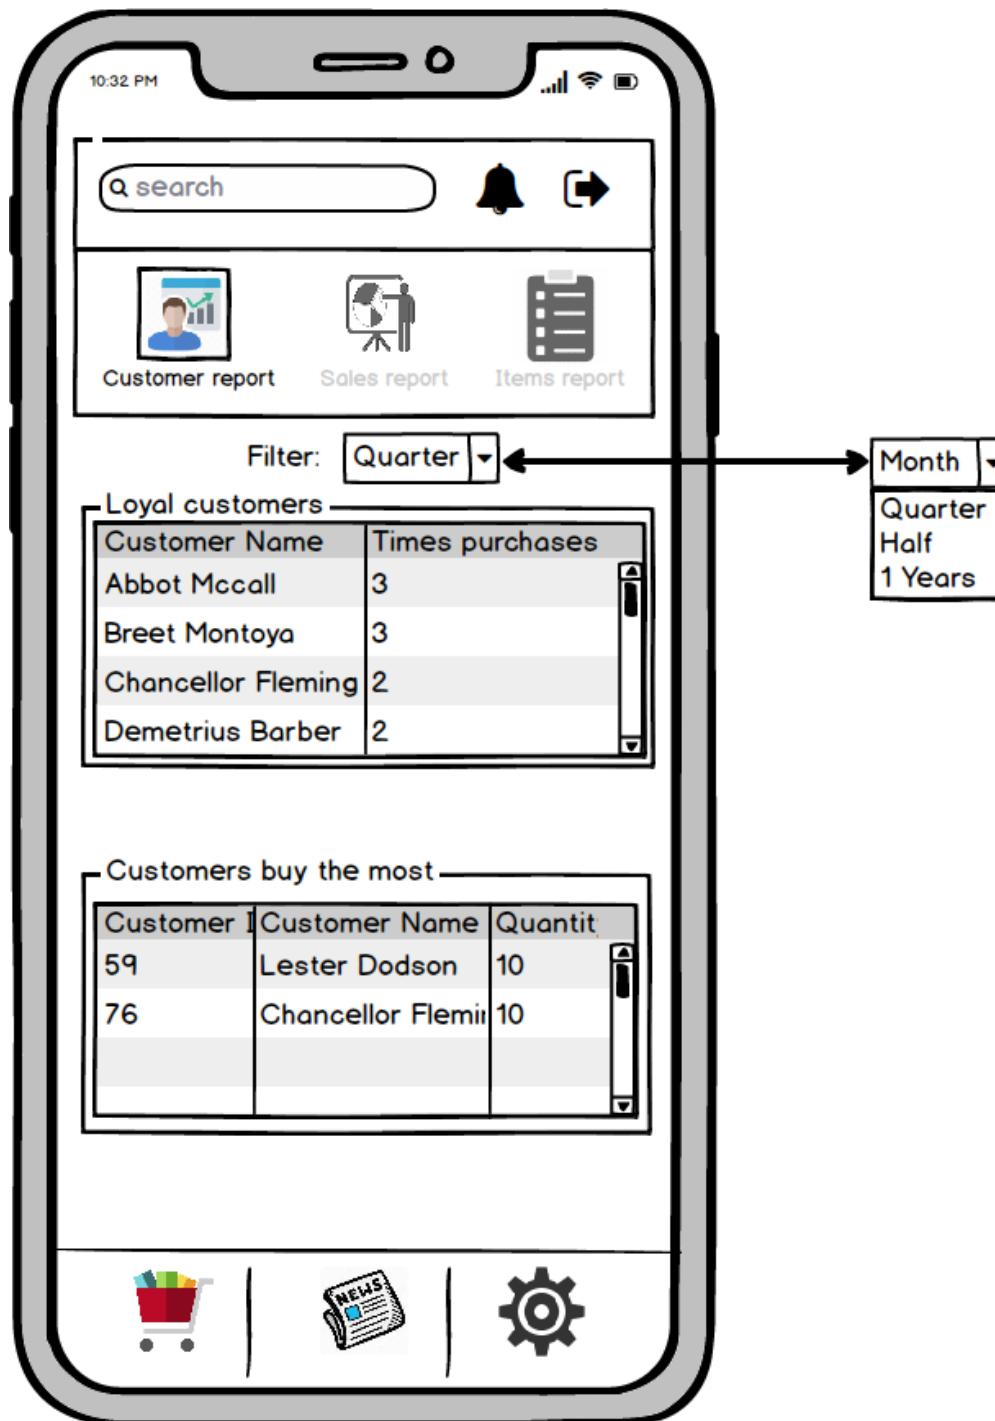 10:32 PM
search
Customer report Sales report Items report
Filter: Quarter
Month
Quarter
Half
1 Years
Loyal customers
Customer Name Times purchases
Abbot Mccall 3
Breet Montoya 3
Chancellor Fleming 2
Demetrius Barber 2
Customers buy the most
Customer I Customer Name Quantit
59 Lester Dodson 10
76 Chancellor Flemin 10
NEWS